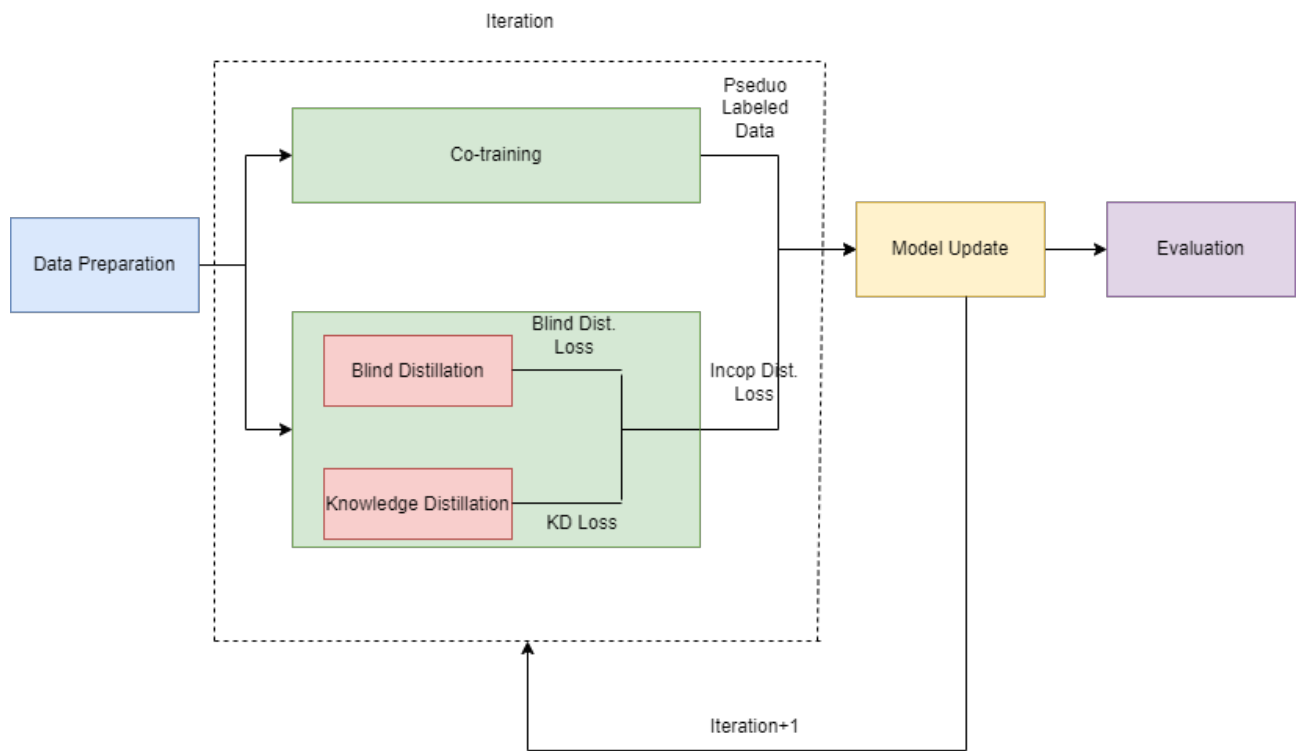 Iteration
Pseduo
Labeled
Data
Co-training
Data Preparation
Model Update
Evaluation
Blind Dist.
Loss
Blind Distillation
Incop Dist.
Loss
Knowledge Distillation
KD Loss
Iteration+1